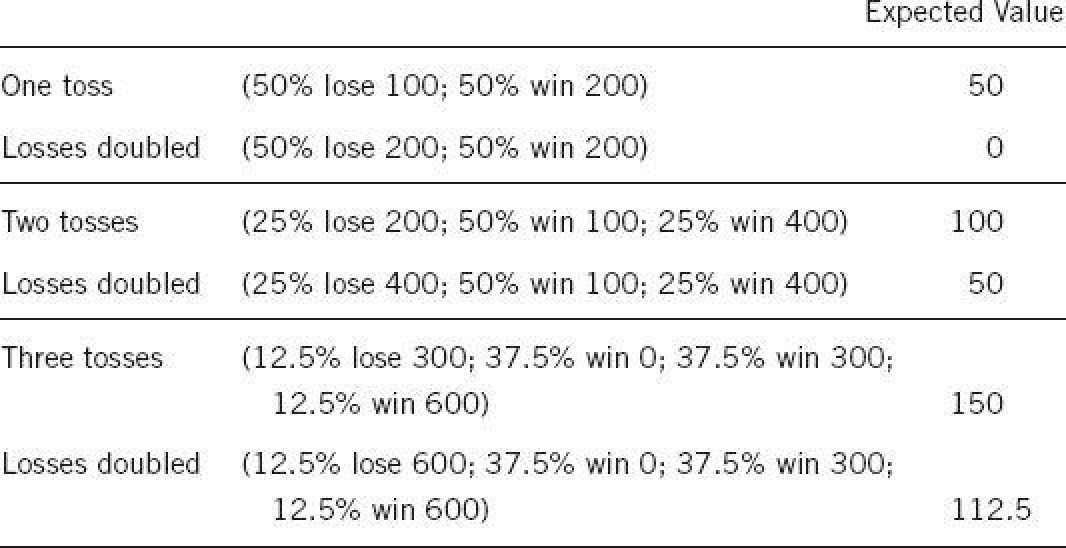 Expected Value
One toss (50% lose 100; 50% win 200) 50
Losses doubled (50% lose 200; 50% win 200) 0
Two tosses (25% lose 200; 50% win 100; 25% win 400) 100
Losses doubled (25% lose 400; 50% win 100; 25% win 400) 50
Three tosses (12.5% lose 300; 37.5% win 0; 37.5% win 300;
12.5% win 600) 150
Losses doubled (12.5% lose 600; 37.5% win 0; 37.5% win 300;
12.5% win 600) 112.5